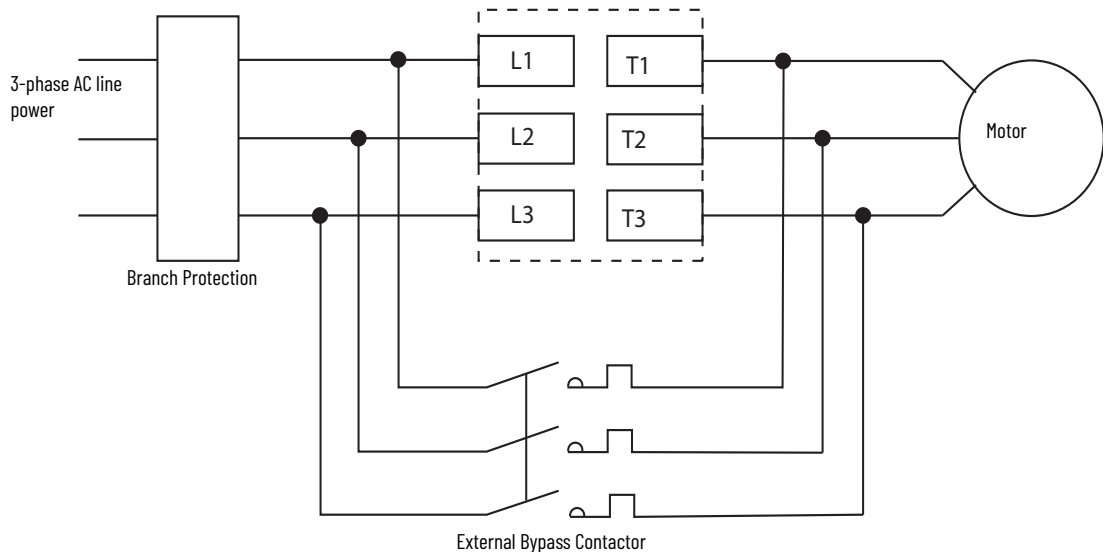 3-phase AC line
power
L1
T1
L2
T2
L3
T3
Motor
Branch Protection
External Bypass Contactor